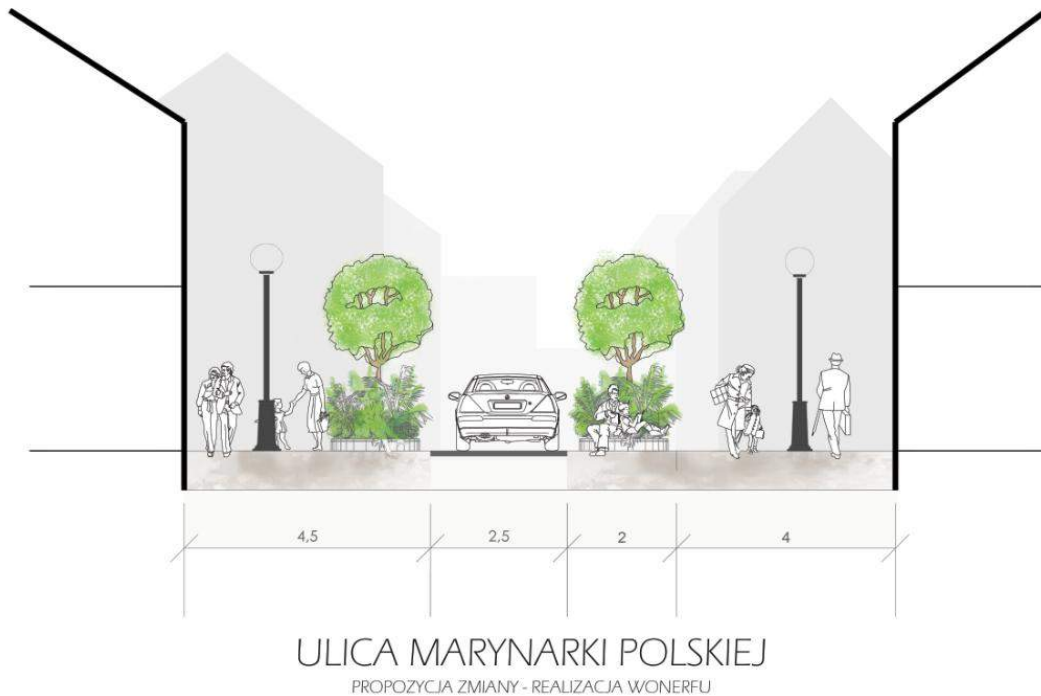 4,5 2,5 2 4
ULICA MARYNARKI POLSKIEJ
PROPOZYCJA ZMIANY - REALIZACJA WONERFU